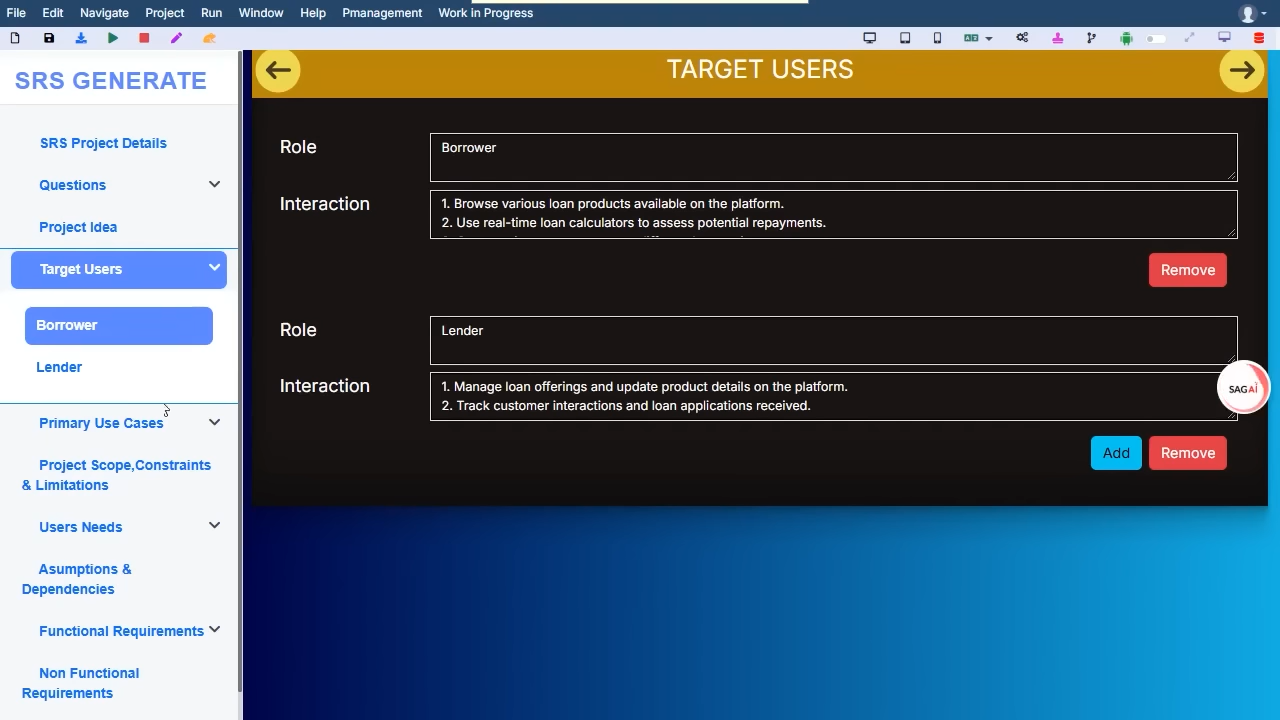 File Edit Navigate Project Run Window Help Pmanagement Work in Progress
SRS GENERATE
SRS Project Details
Questions
Project Idea
Target Users
Borrower
Lender
Primary Use Cases
Project Scope,Constraints
& Limitations
Users Needs
Asumptions &
Dependencies
Functional Requirements
Non Functional
Requirements
TARGET USERS
Role
Borrower
Interaction
1. Browse various loan products available on the platform.
2. Use real-time loan calculators to assess potential repayments.
Remove
Role
Lender
Interaction
1. Manage loan offerings and update product details on the platform.
2. Track customer interactions and loan applications received.
SAGAI
Add Remove